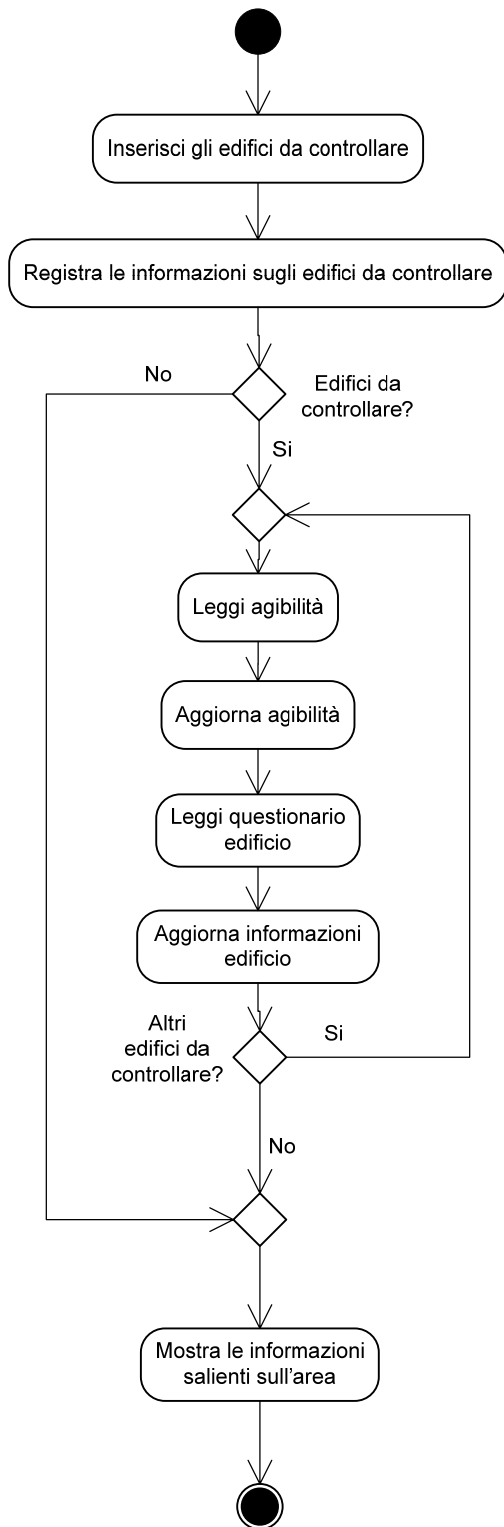 Inserisci gli edifici da controllare
Registra le informazioni sugli edifici da controllare
No
Edifici da
controllare?
Si
Leggi agibilità
Aggiorna agibilità
Leggi questionario
edificio
Aggiorna informazioni
edificio
Altri
edifici da
controllare?
Si
No
Mostra le informazioni
salienti sull'area